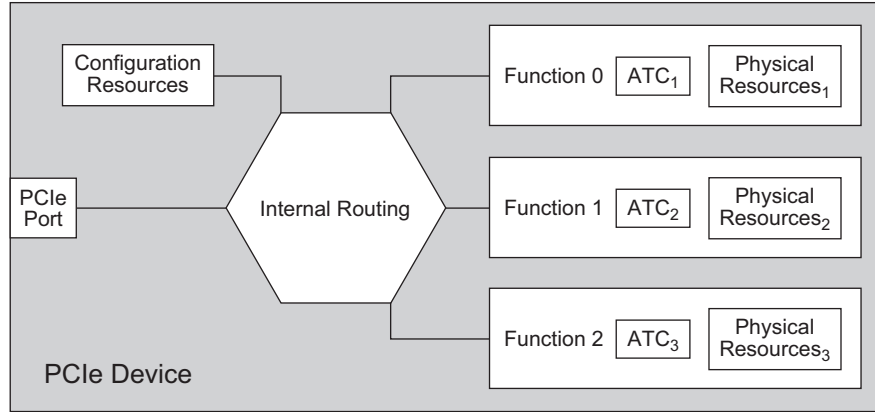 Configuration
Resources
PCIe
Port
Internal Routing
Function 0 ATC₁ Physical
Resources₁
Function 1 ATC₂ Physical
Resources₂
Function 2 ATC₃ Physical
Resources₃
PCIe Device